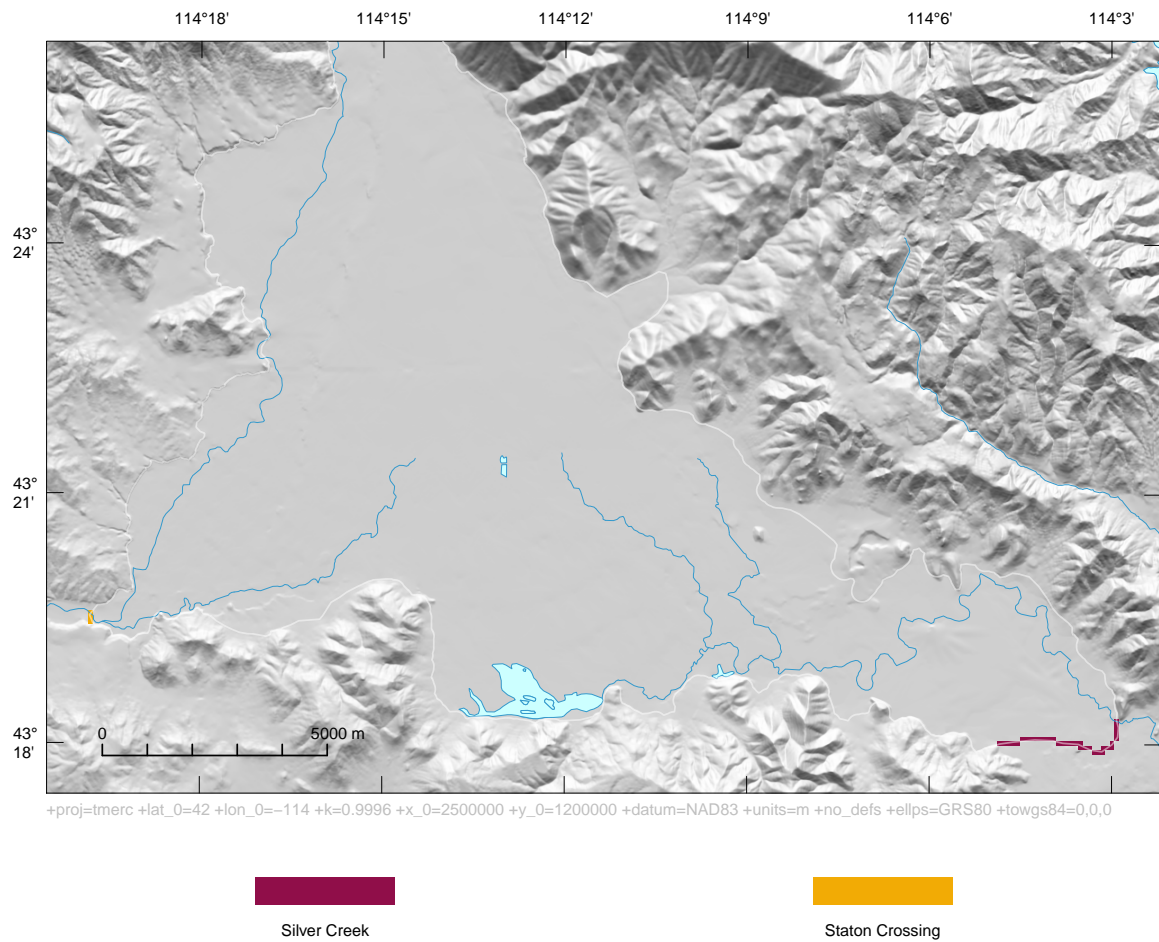 114°18' 114°15' 114°12' 114°9' 114°6' 114°3'
43°
24'
43°
21'
43°
18'
0 5000 m
+proj=tmerc +lat_0=42 +lon_0=-114 +k=0.9996 +x_0=2500000 +y_0=1200000 +datum=NAD83 +units=m +no_defs +ellps=GRS80 +towgs84=0,0,0
Silver Creek Staton Crossing